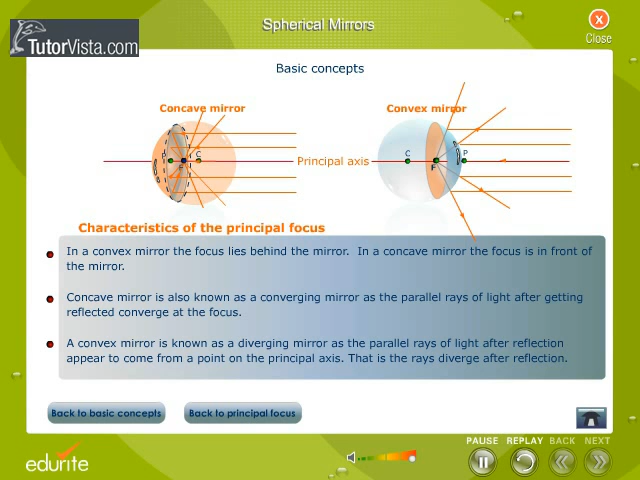 Spherical Mirrors
Close
TutorVista.com
Basic concepts
Concave mirror
Convex mirror
P F C
Principal axis
C F P
Characteristics of the principal focus
In a convex mirror the focus lies behind the mirror. In a concave mirror the focus is in front of
the mirror.
Concave mirror is also known as a converging mirror as the parallel rays of light after getting
reflected converge at the focus.
A convex mirror is known as a diverging mirror as the parallel rays of light after reflection
appear to come from a point on the principal axis. That is the rays diverge after reflection.
Back to basic concepts
Back to principal focus
edurite
PAUSE REPLAY BACK NEXT